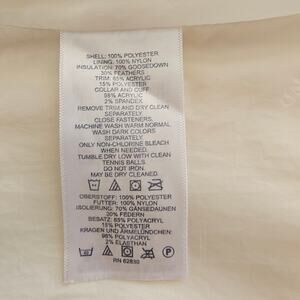 SHELL: 100% POLYESTER
LINING: 100% NYLON
INSULATION: 70% GOOSEDOWN
30% FEATHERS
TRIM: 85% ACRYLIC
15% POLYESTER
COLLAR AND CUFF
98% ACRYLIC
2% SPANDEX
REMOVE TRIM AND DRY CLEAN
SEPARATELY
CLOSE FASTENERS,
MACHINE WASH WARM NORMAL
WASH DARK COLORS
SEPARATELY.
ONLY NON-CHLORINE BLEACH
WHEN NEEDED.
TUMBLE DRY LOW WITH CLEAN
TENNIS BALLS.
DO NOT IRON.
MAY BE DRY CLEANED.
OBERSTOFF: 100% POLYESTER
FUTTER: 100% NYLON
ISOLIERUNG: 70% GÄNSEDAUNEN
30% FEDERN
BESATZ: 85% POLYACRYL
15% POLYESTER
KRAGEN UND ÄRMELBÜNDCHEN:
98% POLYACRYL
2% ELASTHAN
P
RN 62830